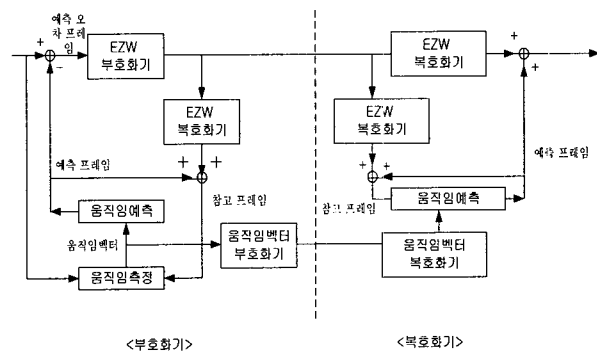 예측 오
차 프레
임
+
−
EZW
부호화기
EZW
복호화기
+
+
예측 프레임
참고 프레임
움직임예측
움직임벡터
움직임벡터
부호화기
움직임측정
<부호화기>
EZW
복호화기
+
+
EZW
복호화기
+
+
예측 프레임
참고 프레임
움직임예측
움직임벡터
복호화기
<복호화기>